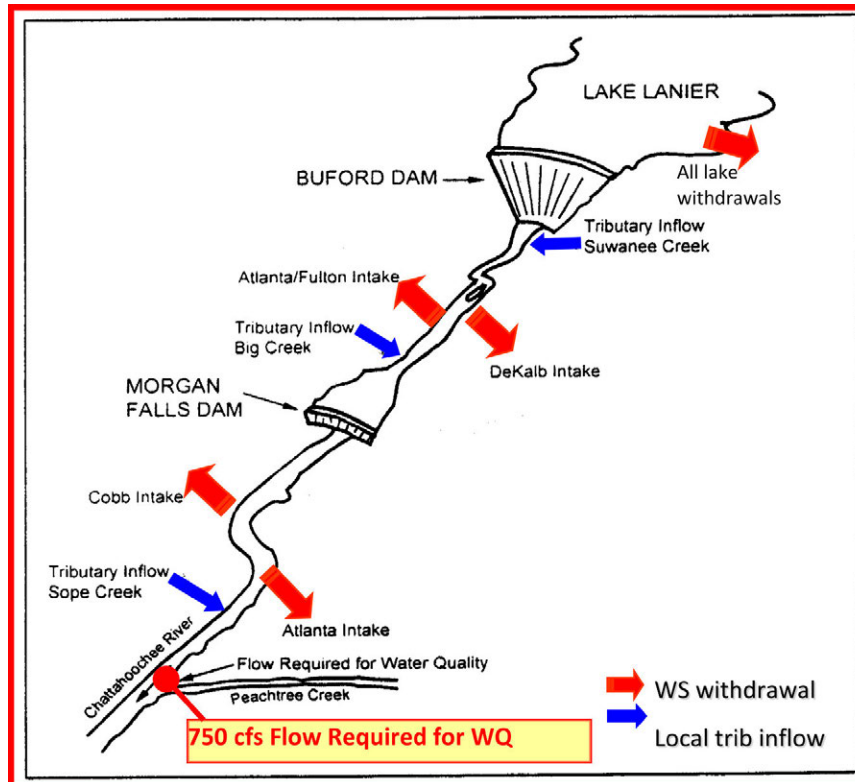 LAKE LANIER
BUFORD DAM
All lake
withdrawals
Tributary Inflow
Suwanee Creek
Atlanta/Fulton Intake
Tributary Inflow
Big Creek
DeKalb Intake
MORGAN
FALLS DAM
Cobb Intake
Tributary Inflow
Sope Creek
Atlanta Intake
Chattahoochee River
Flow Required for Water Quality
Peachtree Creek
750 cfs Flow Required for WQ
WS withdrawal
Local trib inflow